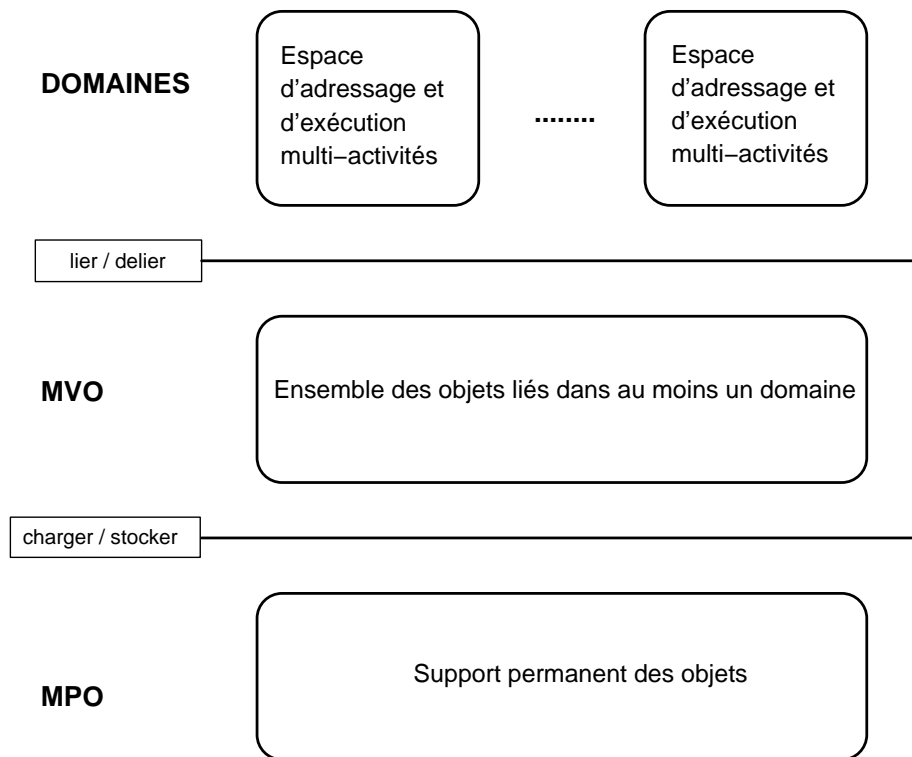 DOMAINES
Espace
d'adressage et
d'exécution
multi–activités
........
Espace
d'adressage et
d'exécution
multi–activités
lier / delier
MVO
Ensemble des objets liés dans au moins un domaine
charger / stocker
MPO
Support permanent des objets